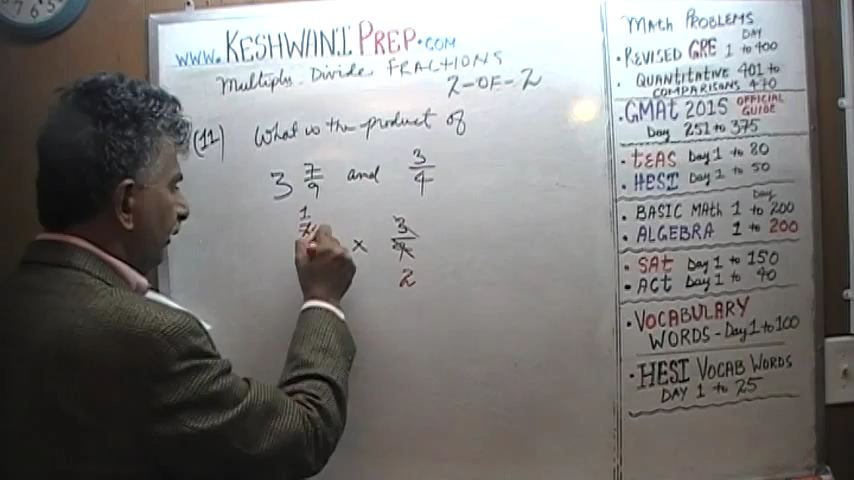 www.KESHWANI PREP.COM
Multiply Divide FRACTIONS
2-OF-2
(11) What is the product of
3 7/9 and 3/4
1
x 3/4
2
Math PROBLEMS
DAY
• REVISED GRE 1 to 400
• QUANTITATIVE 401 to
COMPARISONS 470
• GMAt 2015 OFFICIAL GUIDE
Day 251 to 375
• tEAS Day 1 to 80
• HESI Day 1 to 50
Day
• BASIC MAth 1 to 200
• ALGEBRA 1 to 200
• SAt Day 1 to 150
• ACt Day 1 to 40
• VOCABULARY
WORDS - Day 1 to 100
• HESI VOCAB WORDS
DAY 1 to 25